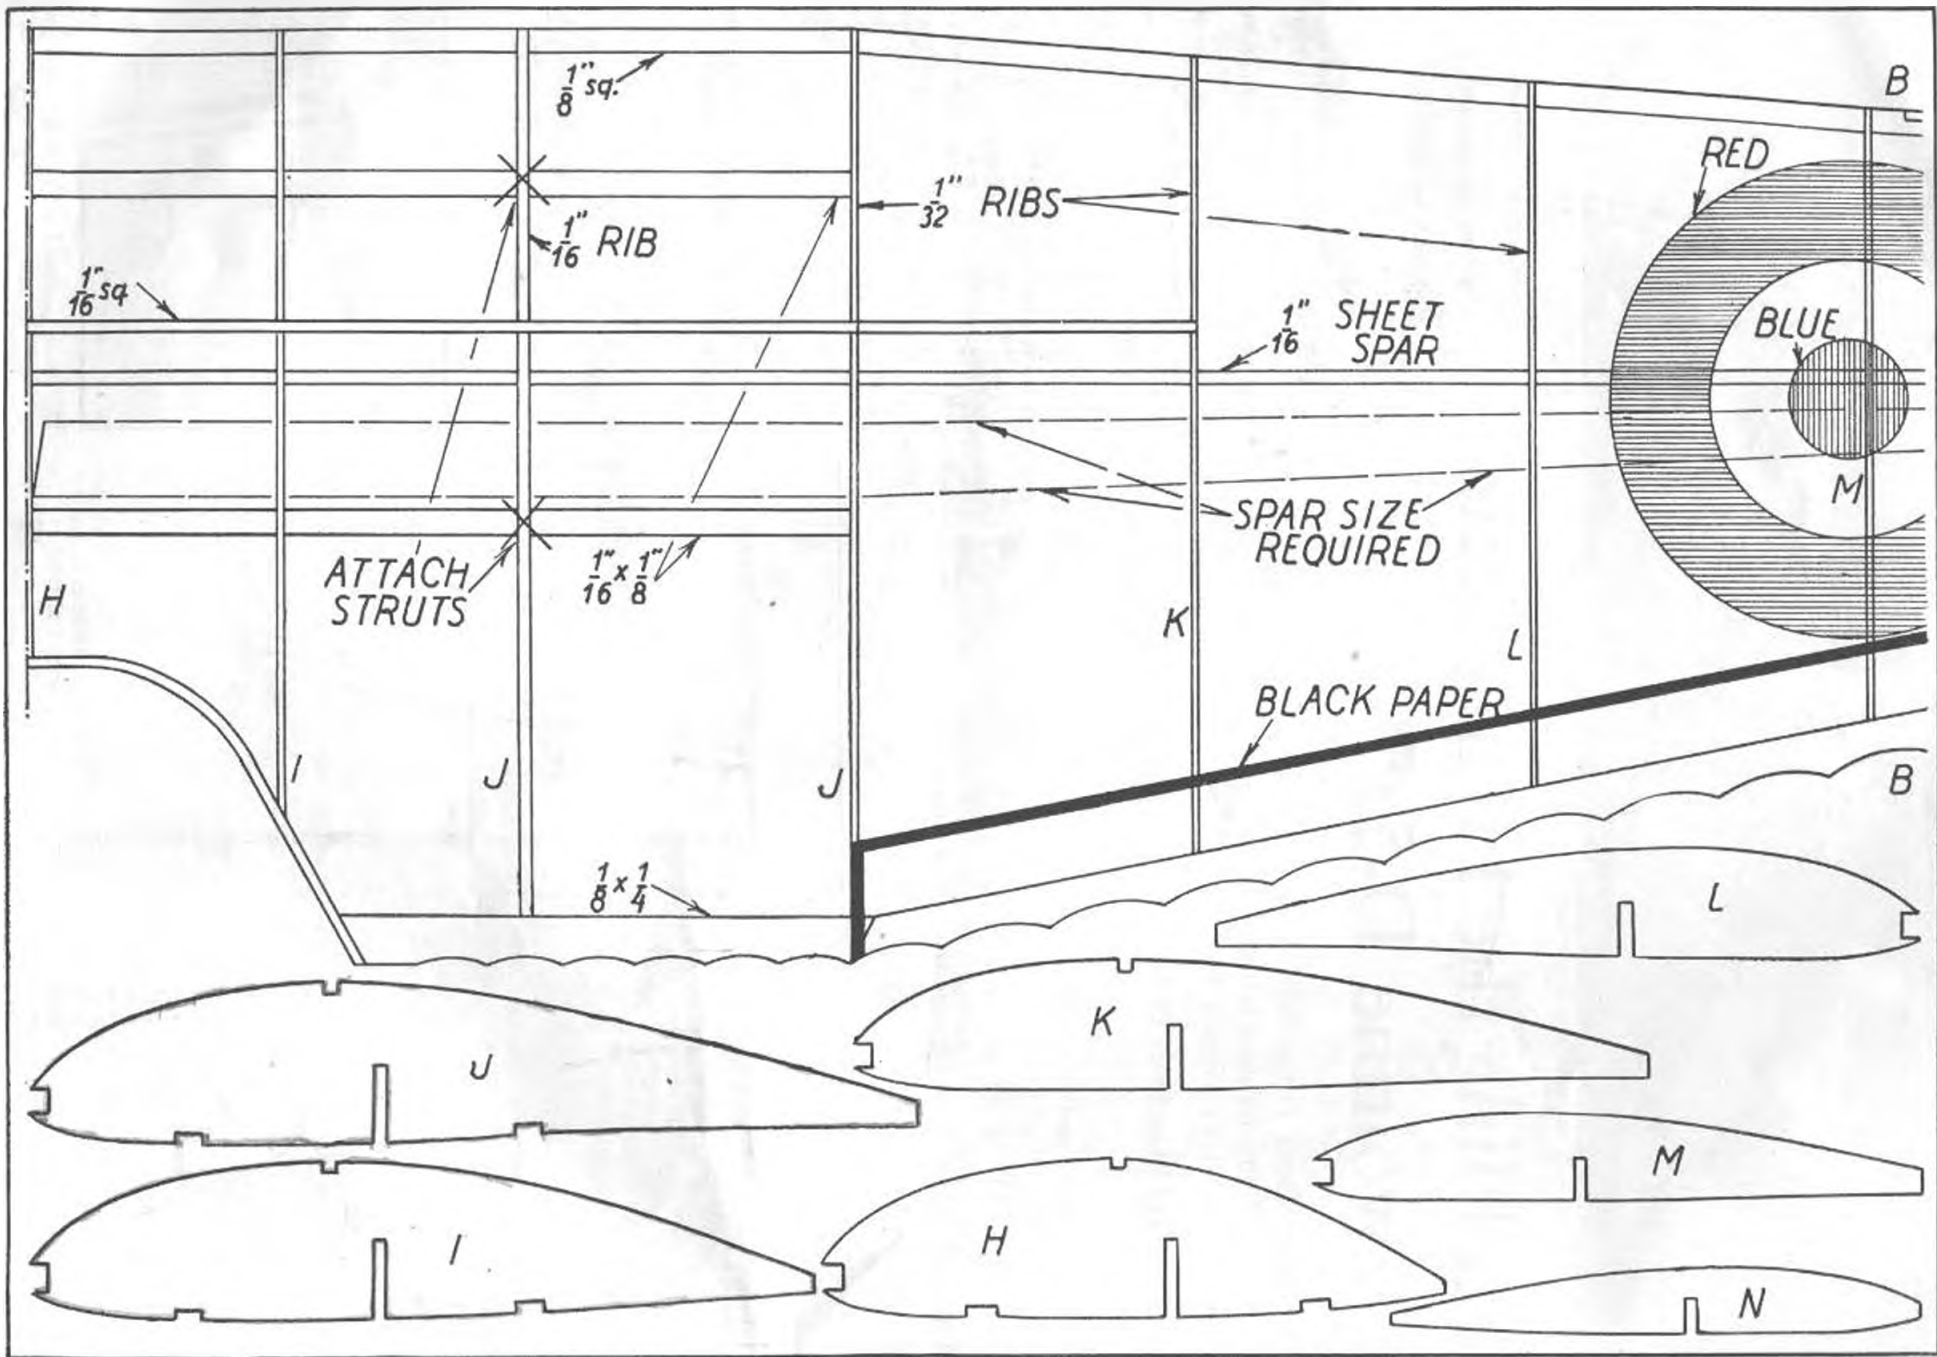 B
1/8" sq.
RED
1/32" RIBS
1/16" RIB
1/16" sq
1/16" SHEET
SPAR
BLUE
M
SPAR SIZE
REQUIRED
ATTACH
STRUTS
1/16" x 1/8"
H
K
L
BLACK PAPER
I
J
J
B
1/8 x 1/4
L
K
J
M
I
H
N